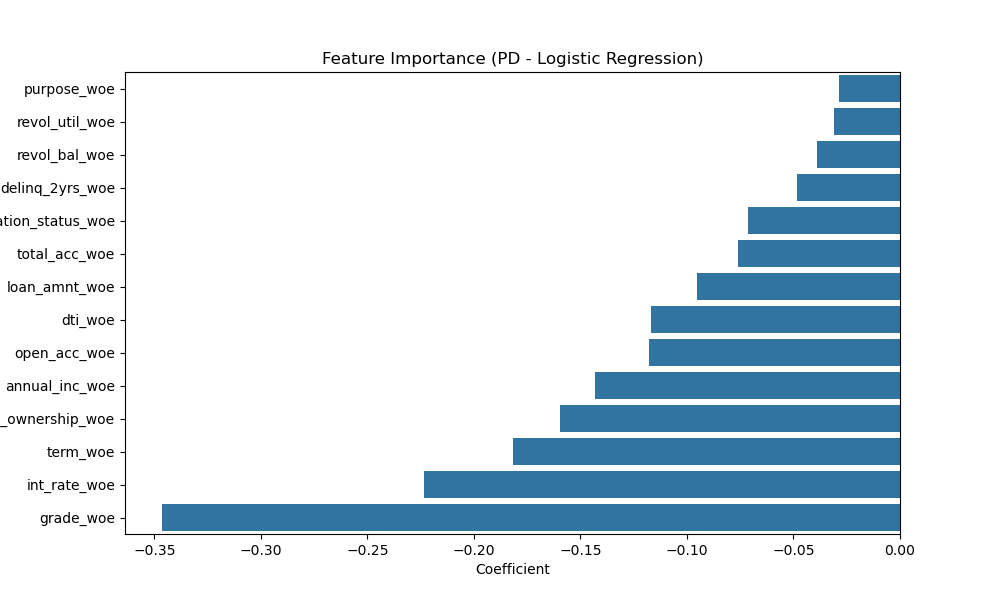 Feature Importance (PD - Logistic Regression)
purpose_woe
revol_util_woe
revol_bal_woe
delinq_2yrs_woe
ation_status_woe
total_acc_woe
loan_amnt_woe
dti_woe
open_acc_woe
annual_inc_woe
_ownership_woe
term_woe
int_rate_woe
grade_woe
−0.35 −0.30 −0.25 −0.20 −0.15 −0.10 −0.05 0.00
Coefficient